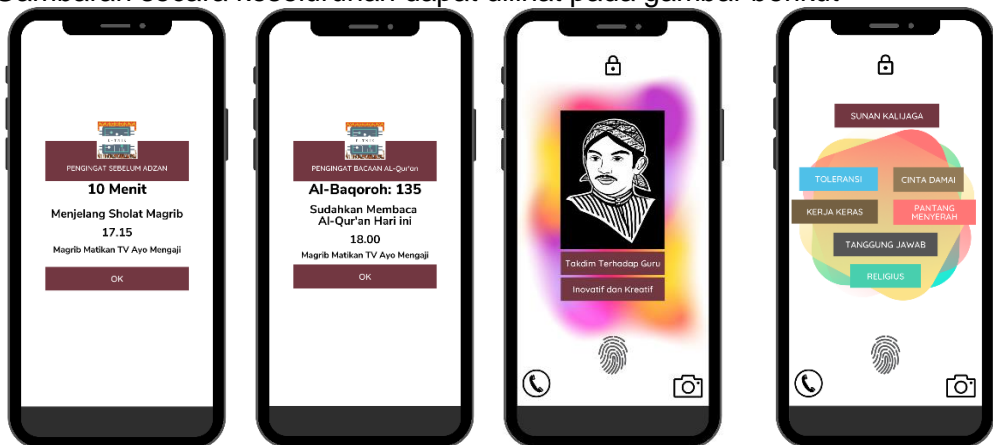 Gambaran secara keseluruhan dapat dilihat pada gambar berikut
PENGINGAT SEBELUM ADZAN
10 Menit
Menjelang Sholat Magrib
17.15
Magrib Matikan TV Ayo Mengaji
OK
PENGINGAT BACAAN AL-Qur'an
Al-Baqoroh: 135
Sudahkan Membaca
Al-Qur'an Hari ini
18.00
Magrib Matikan TV Ayo Mengaji
OK
Takdim Terhadap Guru
Inovatif dan Kreatif
SUNAN KALIJAGA
TOLERANSI
CINTA DAMAI
KERJA KERAS
PANTANG
MENYERAH
TANGGUNG JAWAB
RELIGIUS